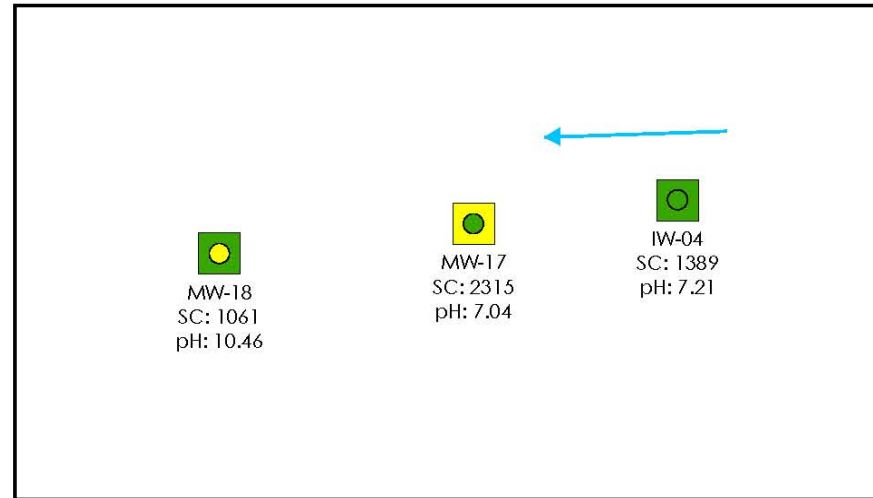 IW-04
SC: 1389
pH: 7.21
MW-17
SC: 2315
pH: 7.04
MW-18
SC: 1061
pH: 10.46